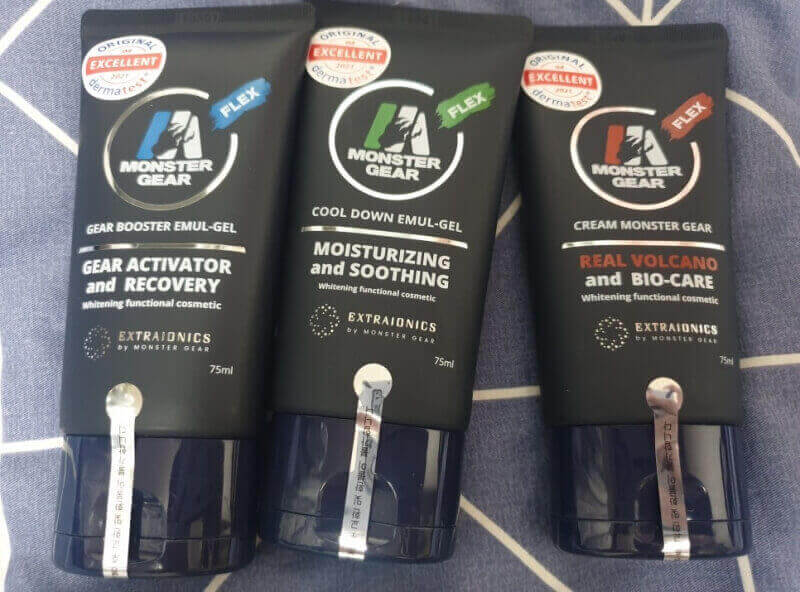 ORIGINAL
EXCELLENT
2021
dermatest®
FLEX
MONSTER
GEAR
GEAR BOOSTER EMUL-GEL
GEAR ACTIVATOR
and RECOVERY
Whitening functional cosmetic
EXTRAIONICS
by MONSTER GEAR
75ml
ORIGINAL
EXCELLENT
2021
dermatest®
FLEX
MONSTER
GEAR
COOL DOWN EMUL-GEL
MOISTURIZING
and SOOTHING
Whitening functional cosmetic
EXTRAIONICS
by MONSTER GEAR
75ml
ORIGINAL
EXCELLENT
2021
dermatest®
FLEX
MONSTER
GEAR
CREAM MONSTER GEAR
REAL VOLCANO
and BIO-CARE
Whitening functional cosmetic
EXTRAIONICS
by MONSTER GEAR
75ml